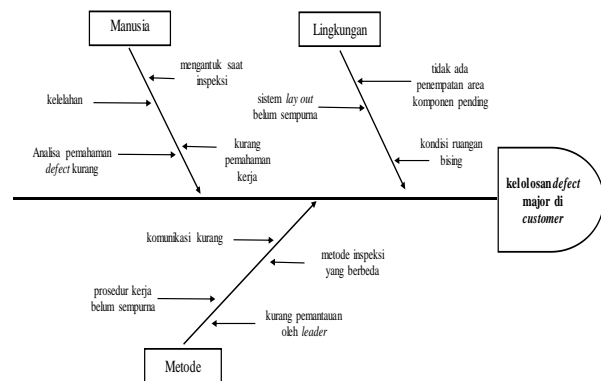 Manusia
Lingkungan
mengantuk saat
inspeksi
kelelahan
Analisa pemahaman
defect kurang
kurang
pemahaman
kerja
tidak ada
penempatan area
komponen pending
sistem lay out
belum sempurna
kondisi ruangan
bising
kelolosan defect
major di
customer
komunikasi kurang
metode inspeksi
yang berbeda
prosedur kerja
belum sempurna
kurang pemantauan
oleh leader
Metode